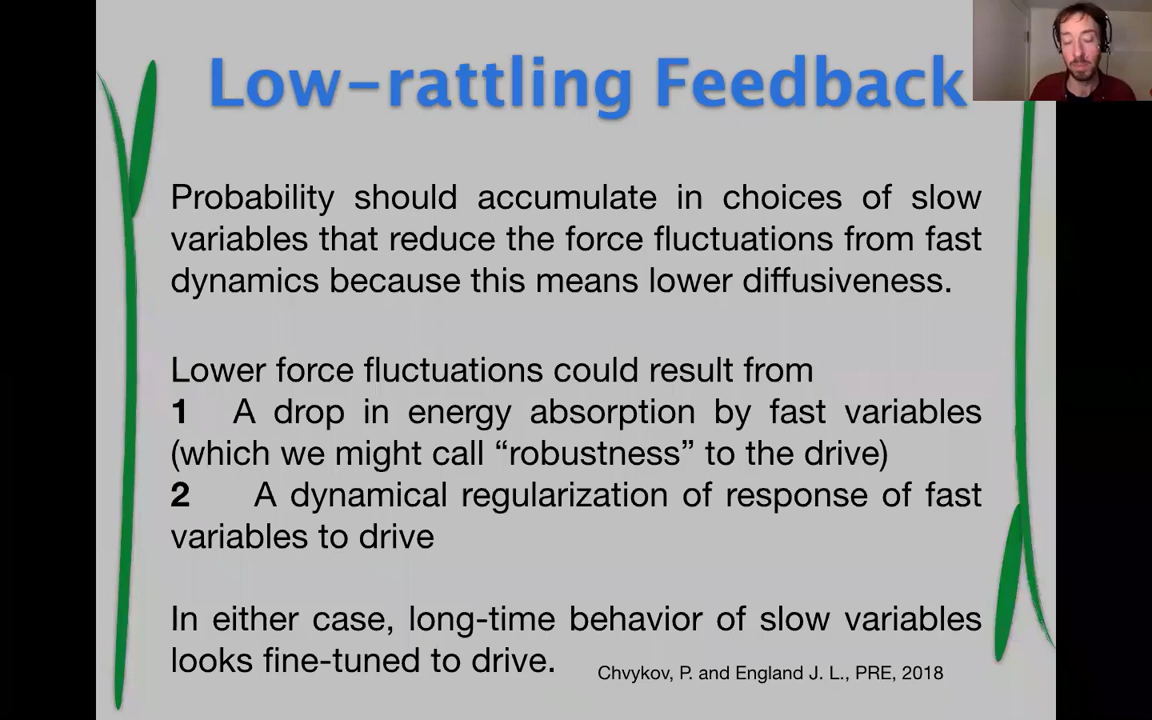 Low-rattling Feedback
Probability should accumulate in choices of slow
variables that reduce the force fluctuations from fast
dynamics because this means lower diffusiveness.
Lower force fluctuations could result from
1 A drop in energy absorption by fast variables
(which we might call “robustness” to the drive)
2 A dynamical regularization of response of fast
variables to drive
In either case, long-time behavior of slow variables
looks fine-tuned to drive.
Chvykov, P. and England J. L., PRE, 2018